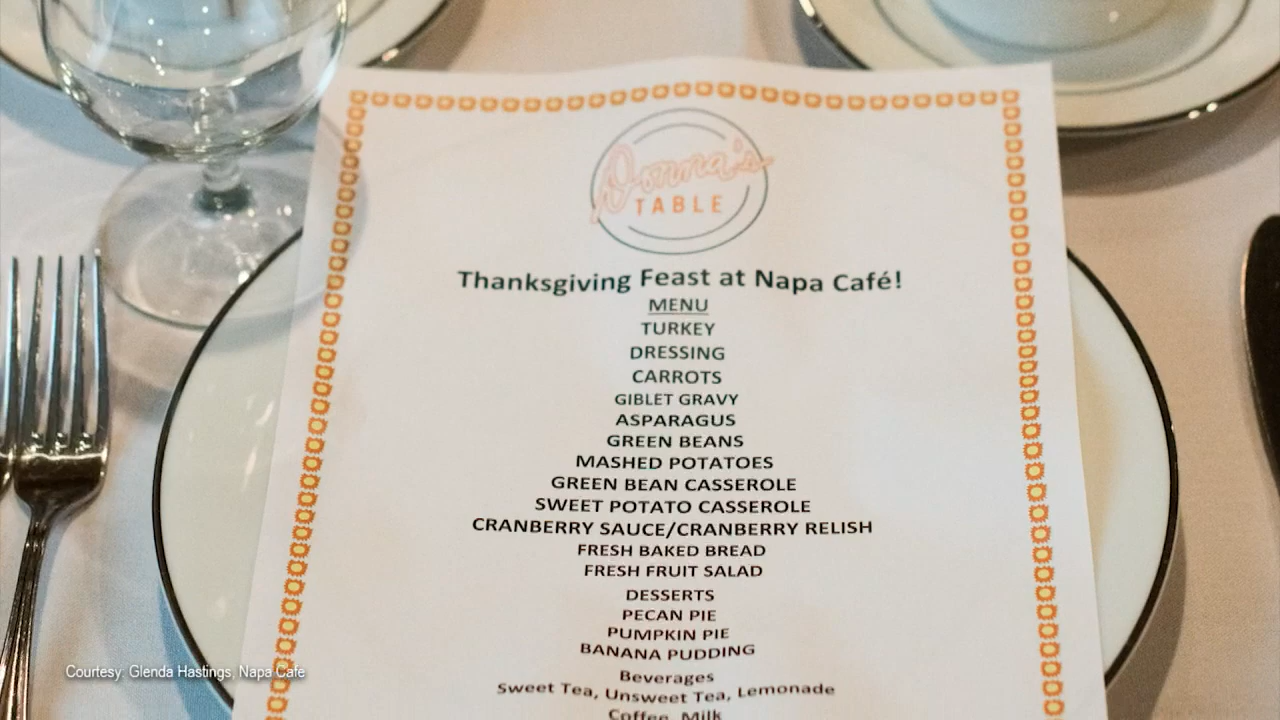 Donna's
TABLE
Thanksgiving Feast at Napa Café!
MENU
TURKEY
DRESSING
CARROTS
GIBLET GRAVY
ASPARAGUS
GREEN BEANS
MASHED POTATOES
GREEN BEAN CASSEROLE
SWEET POTATO CASSEROLE
CRANBERRY SAUCE/CRANBERRY RELISH
FRESH BAKED BREAD
FRESH FRUIT SALAD
DESSERTS
PECAN PIE
PUMPKIN PIE
BANANA PUDDING
Beverages
Sweet Tea, Unsweet Tea, Lemonade
Coffee, Milk
Courtesy: Glenda Hastings, Napa Cafe